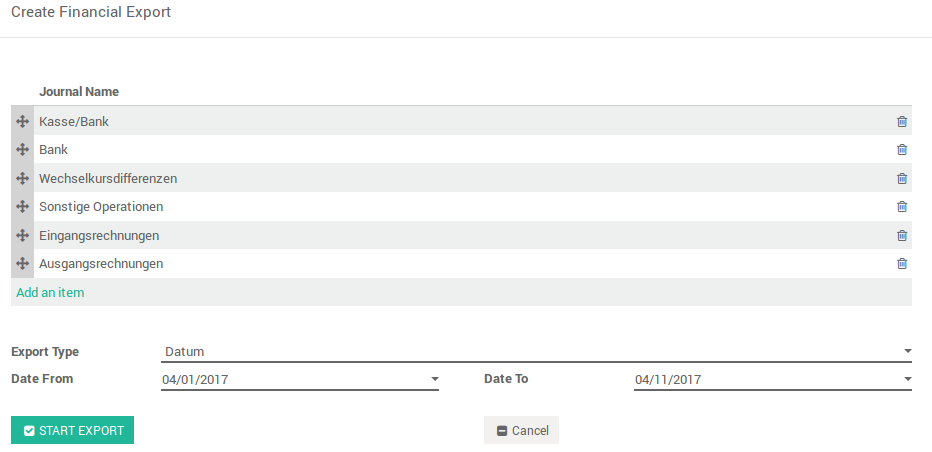 Create Financial Export
Journal Name
Kasse/Bank
Bank
Wechselkursdifferenzen
Sonstige Operationen
Eingangsrechnungen
Ausgangsrechnungen
Add an item
Export Type Datum
Date From 04/01/2017 Date To 04/11/2017
START EXPORT Cancel